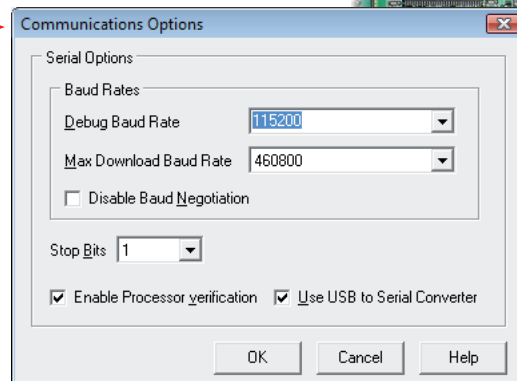 Communications Options
Serial Options
Baud Rates
Debug Baud Rate 115200
Max Download Baud Rate 460800
Disable Baud Negotiation
Stop Bits 1
Enable Processor verification Use USB to Serial Converter
OK Cancel Help